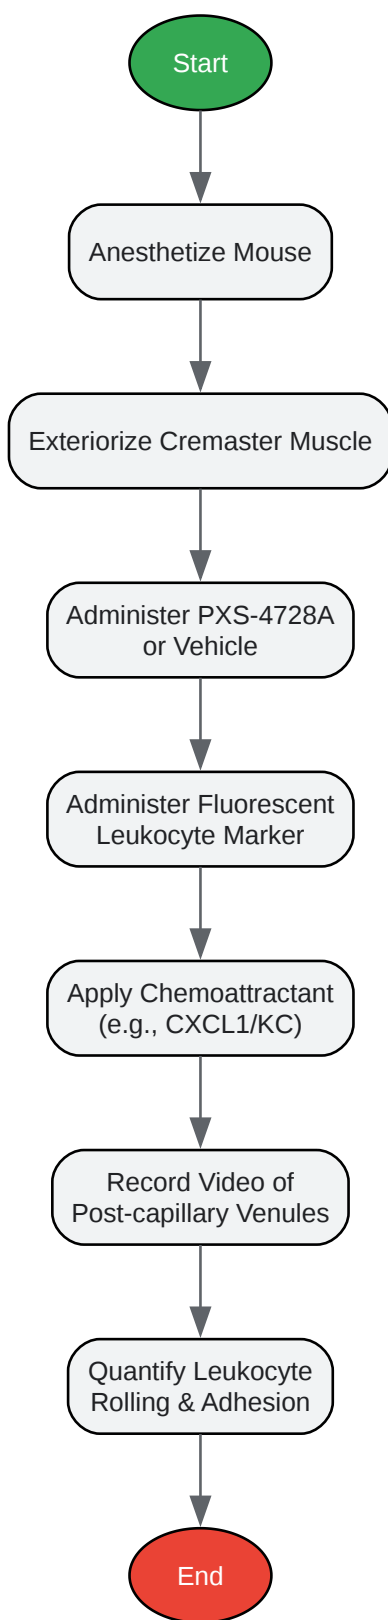 Start
Anesthetize Mouse
Exteriorize Cremaster Muscle
Administer PXS-4728A
or Vehicle
Administer Fluorescent
Leukocyte Marker
Apply Chemoattractant
(e.g., CXCL1/KC)
Record Video of
Post-capillary Venules
Quantify Leukocyte
Rolling & Adhesion
End